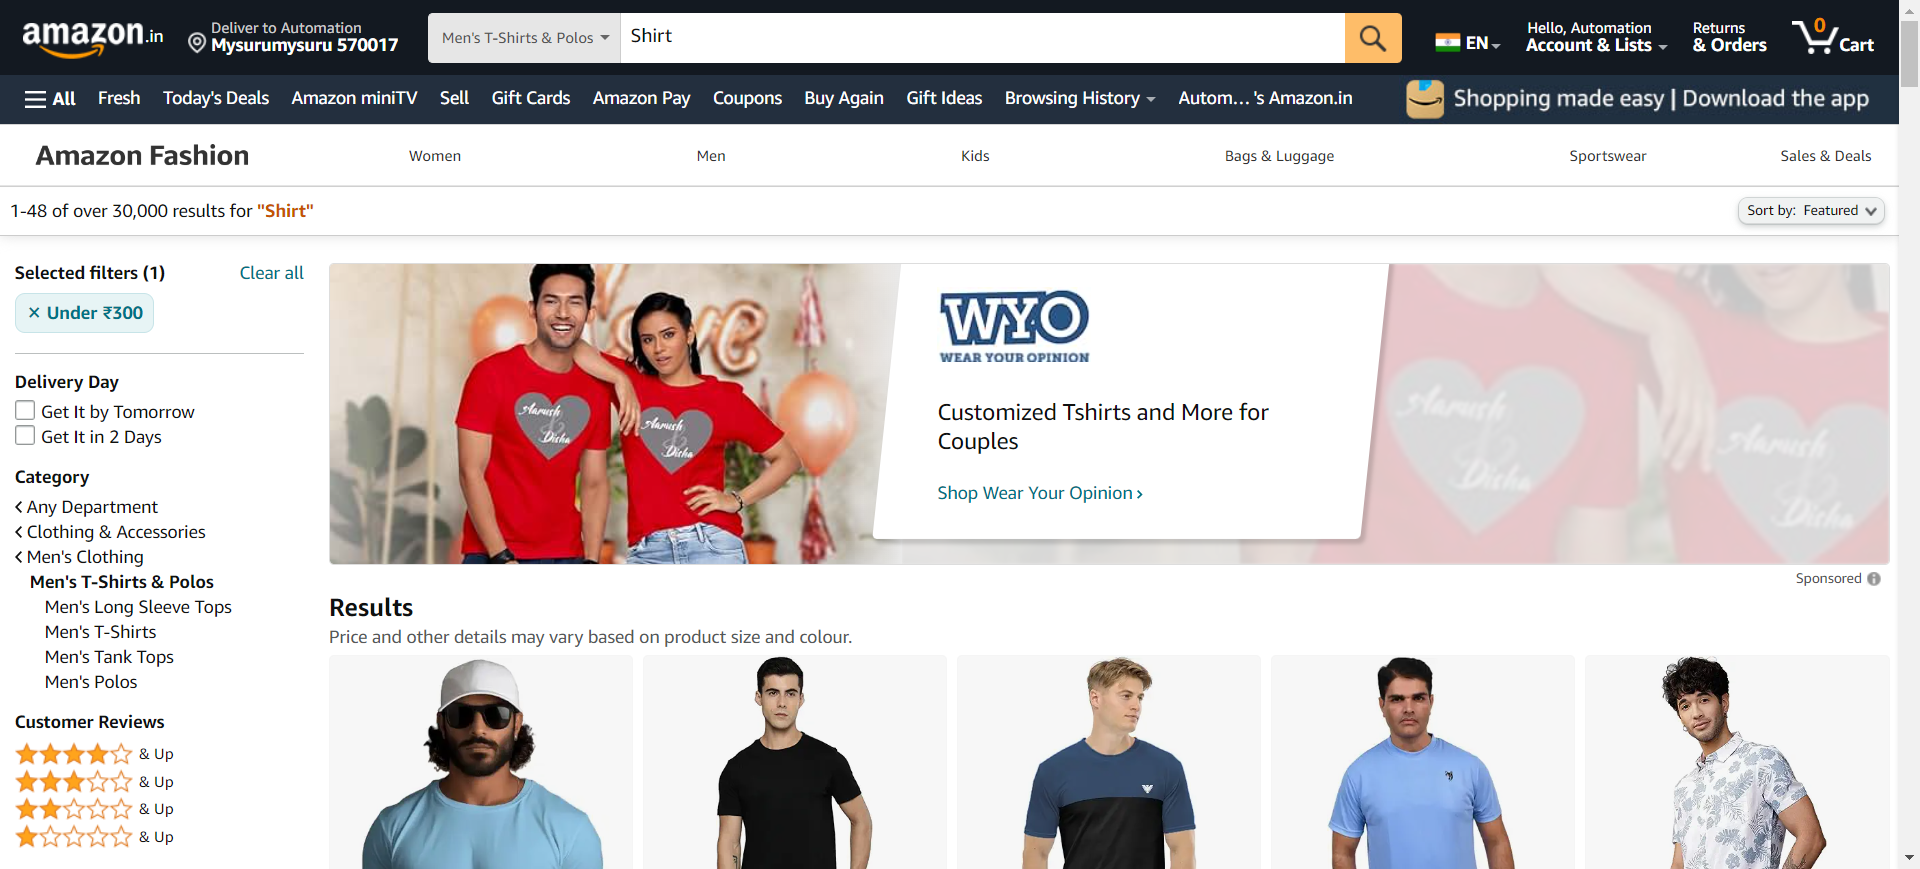 amazon.in
Deliver to Automation
Mysurumysuru 570017
Men's T-Shirts & Polos
Shirt
EN
Hello, Automation
Account & Lists
Returns
& Orders
0
Cart
All
Fresh
Today's Deals
Amazon miniTV
Sell
Gift Cards
Amazon Pay
Coupons
Buy Again
Gift Ideas
Browsing History
Autom... 's Amazon.in
Shopping made easy | Download the app
Amazon Fashion
Women
Men
Kids
Bags & Luggage
Sportswear
Sales & Deals
1-48 of over 30,000 results for "Shirt"
Sort by: Featured
Selected filters (1)
Clear all
× Under ₹300
Delivery Day
Get It by Tomorrow
Get It in 2 Days
Category
Any Department
Clothing & Accessories
Men's Clothing
Men's T-Shirts & Polos
Men's Long Sleeve Tops
Men's T-Shirts
Men's Tank Tops
Men's Polos
Customer Reviews
& Up
& Up
& Up
& Up
Love
Aarush
&
Disha
Aarush
&
Disha
WYO
WEAR YOUR OPINION
Customized Tshirts and More for
Couples
Shop Wear Your Opinion ›
Aarush
Disha
Aarush
&
Disha
Sponsored
Results
Price and other details may vary based on product size and colour.